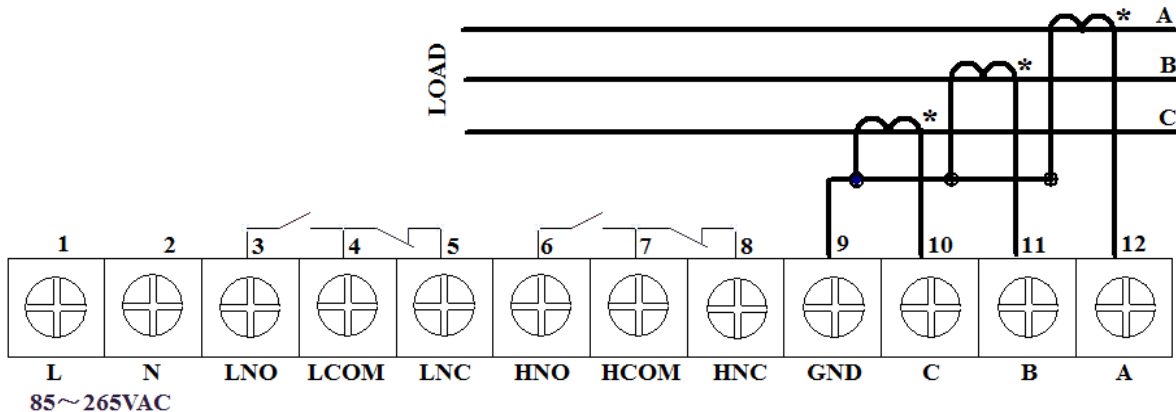 A
*
B
*
LOAD
C
*
1 2 3 4 5 6 7 8 9 10 11 12
L N LNO LCOM LNC HNO HCOM HNC GND C B A
85～265VAC